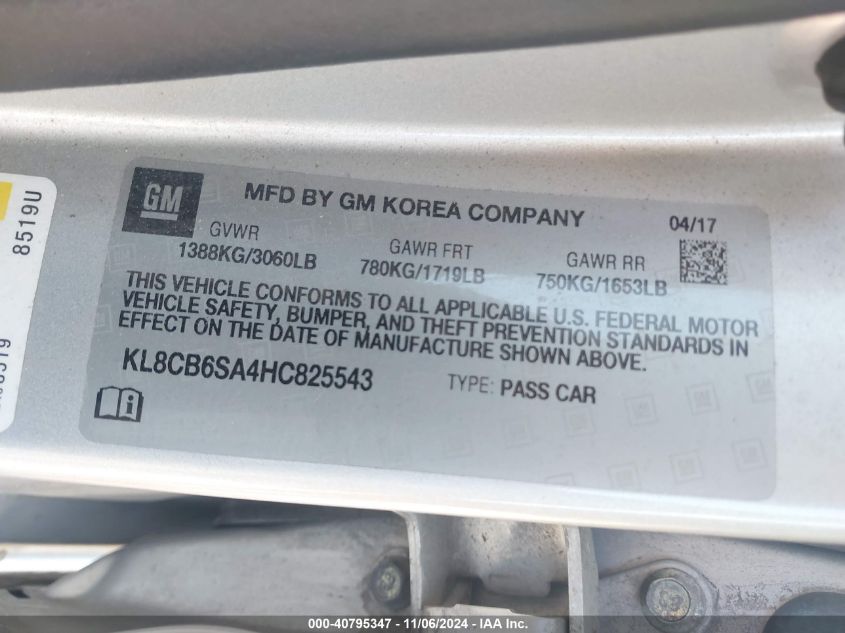 GM
MFD BY GM KOREA COMPANY
04/17
GVWR
1388KG/3060LB
GAWR FRT
780KG/1719LB
GAWR RR
750KG/1653LB
THIS VEHICLE CONFORMS TO ALL APPLICABLE U.S. FEDERAL MOTOR
VEHICLE SAFETY, BUMPER, AND THEFT PREVENTION STANDARDS IN
EFFECT ON THE DATE OF MANUFACTURE SHOWN ABOVE.
KL8CB6SA4HC825543
TYPE: PASS CAR
8519U
000-40795347 - 11/06/2024 - IAA Inc.